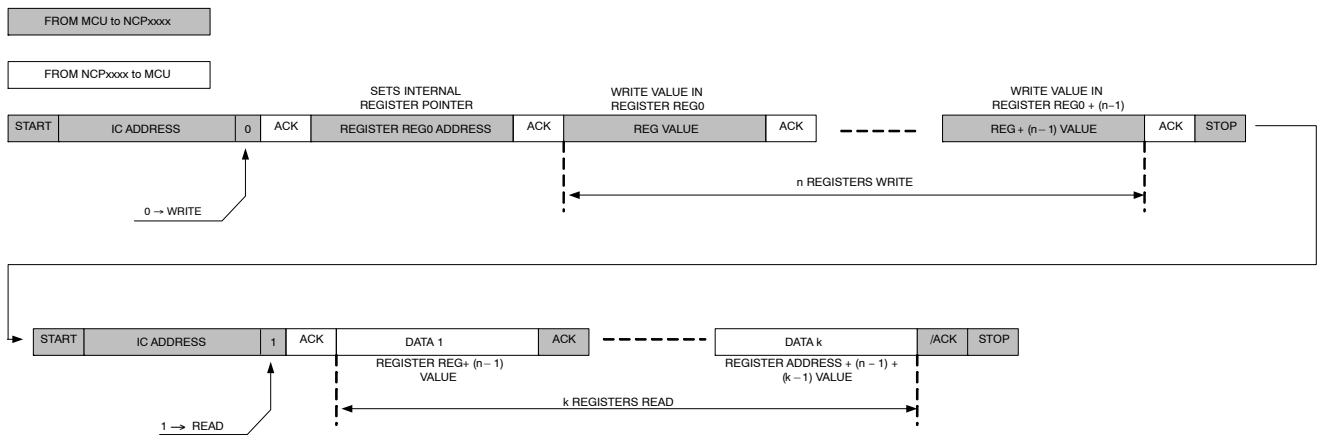 FROM MCU to NCPxxxx
FROM NCPxxxx to MCU
SETS INTERNAL
REGISTER POINTER
WRITE VALUE IN
REGISTER REG0
WRITE VALUE IN
REGISTER REG0 + (n−1)
START IC ADDRESS 0 ACK REGISTER REG0 ADDRESS ACK REG VALUE ACK REG + (n − 1) VALUE ACK STOP
n REGISTERS WRITE
0 → WRITE
START IC ADDRESS 1 ACK DATA 1 ACK DATA k /ACK STOP
REGISTER REG+ (n − 1)
VALUE
REGISTER ADDRESS + (n − 1) +
(k − 1) VALUE
k REGISTERS READ
1 → READ